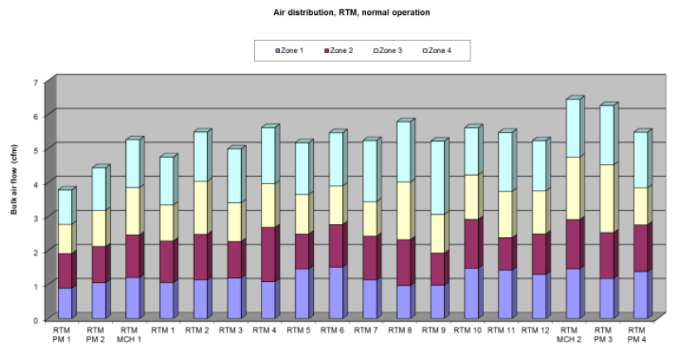 Air distribution, RTM, normal operation
Zone 1 Zone 2 Zone 3 Zone 4
Bulk air flow (cfm)
7
6
5
4
3
2
1
0
RTM RTM RTM RTM 1 RTM 2 RTM 3 RTM 4 RTM 5 RTM 6 RTM 7 RTM 8 RTM 9 RTM 10 RTM 11 RTM 12 RTM RTM RTM
PM 1 PM 2 MCH 1 MCH 2 PM 3 PM 4